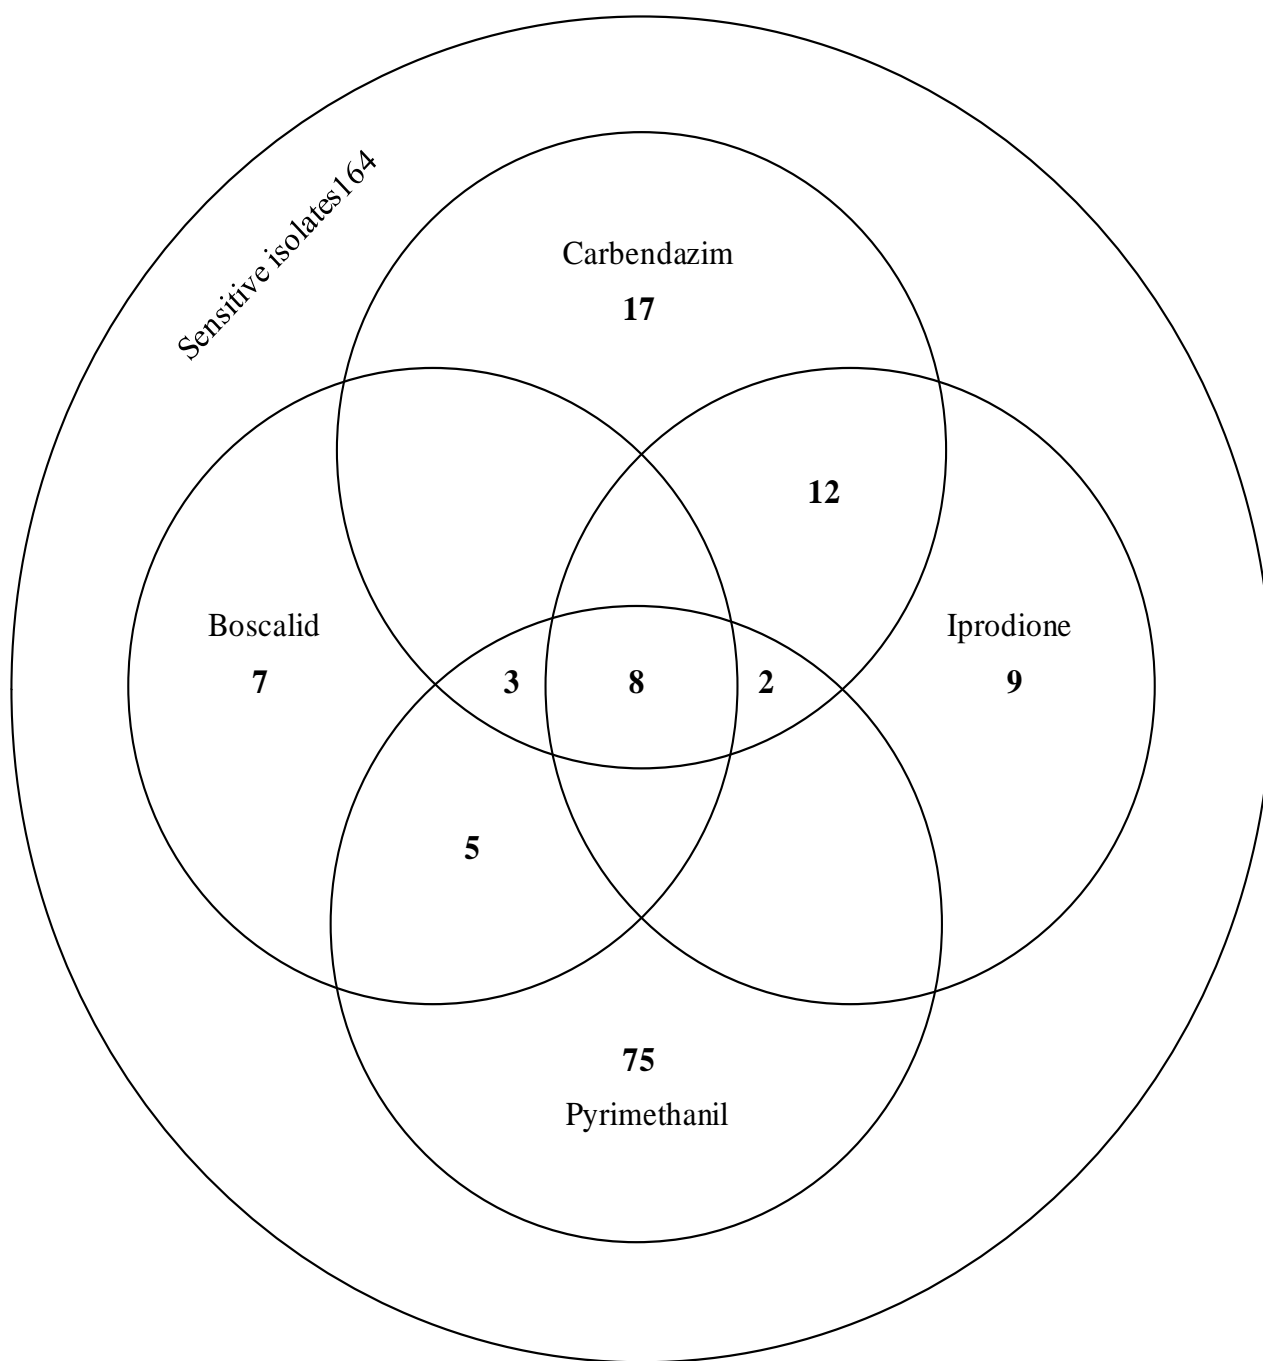 Sensitive isolates164
Carbendazim
17
12
Boscalid
7
3
8
2
Iprodione
9
5
75
Pyrimethanil